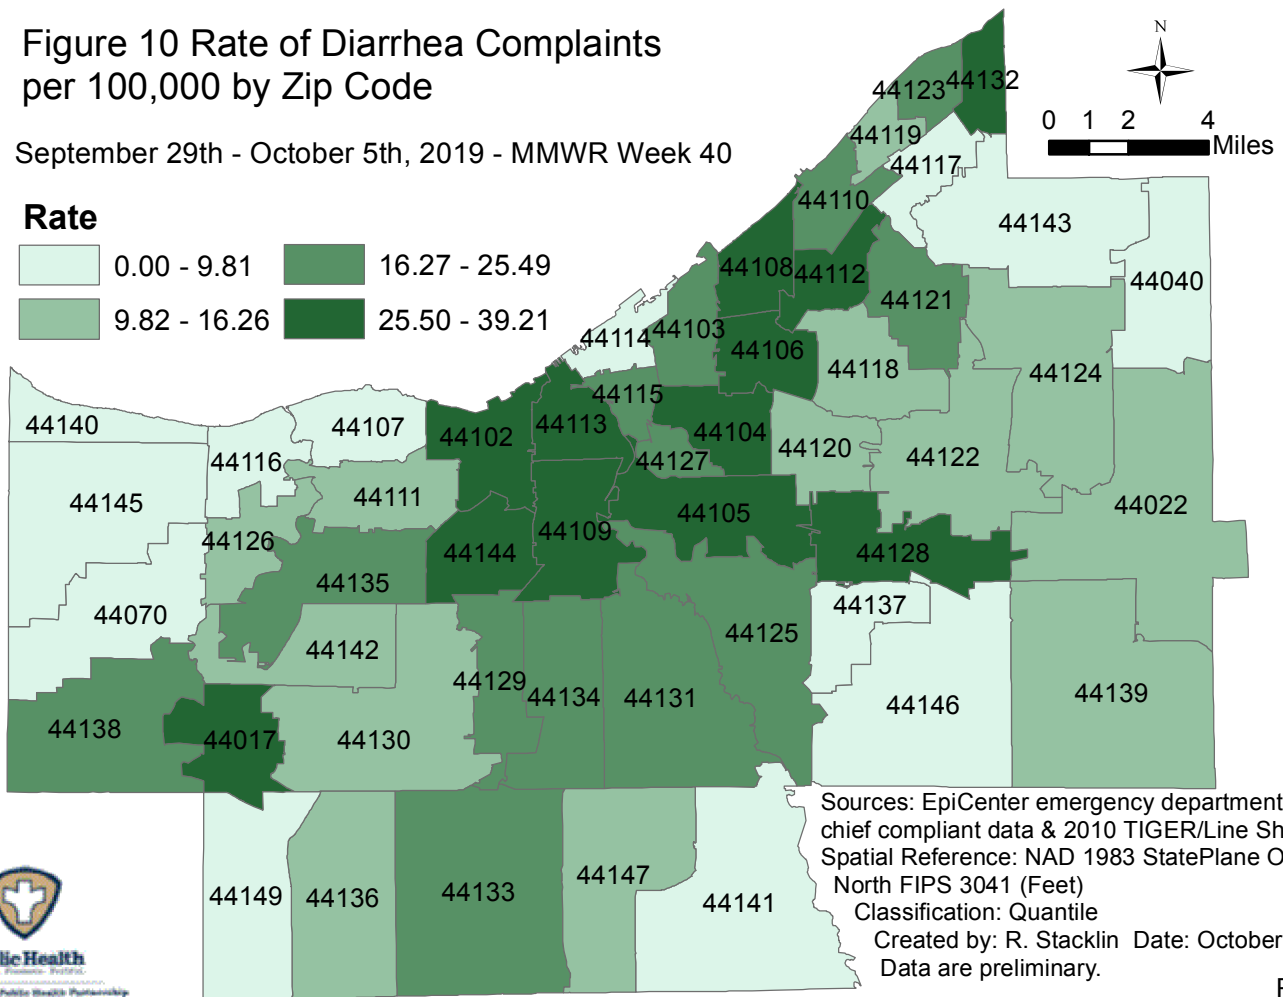 Figure 10 Rate of Diarrhea Complaints
per 100,000 by Zip Code
September 29th - October 5th, 2019 - MMWR Week 40
Rate
0.00 - 9.81
16.27 - 25.49
9.82 - 16.26
25.50 - 39.21
N
0 1 2 4
Miles
44123
44132
44119
44117
44110
44143
44108
44112
44040
44121
44114
44103
44106
44118
44124
44115
44140
44107
44102
44113
44104
44116
44127
44120
44122
44145
44111
44105
44022
44126
44109
44144
44128
44135
44070
44137
44142
44125
44129
44134
44131
44146
44139
44138
44017
44130
44149
44136
44133
44147
44141
Sources: EpiCenter emergency department
chief compliant data & 2010 TIGER/Line Sh
Spatial Reference: NAD 1983 StatePlane O
North FIPS 3041 (Feet)
Classification: Quantile
Created by: R. Stacklin Date: October
Data are preliminary.
lic Health
Public Health Partnership